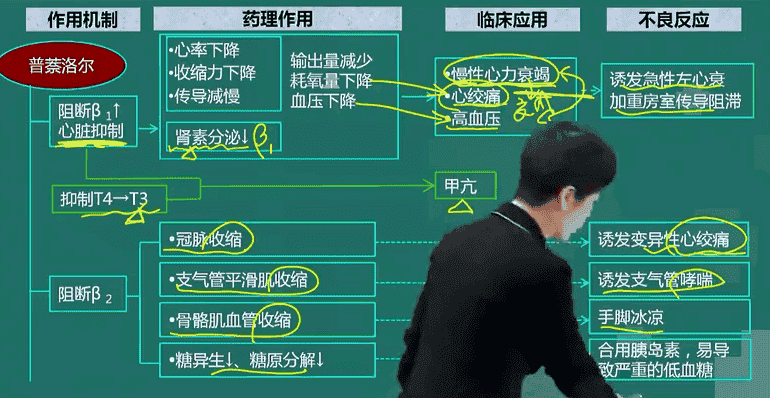 作用机制
药理作用
临床应用
不良反应
普萘洛尔
阻断β₁↑
心脏抑制
•心率下降
•收缩力下降
•传导减慢
输出量减少
耗氧量下降
血压下降
肾素分泌↓
β₁
•慢性心力衰竭
•心绞痛
•高血压
诱发急性左心衰
加重房室传导阻滞
抑制T4→T3
甲亢
阻断β₂
•冠脉收缩
诱发变异性心绞痛
•支气管平滑肌收缩
诱发支气管哮喘
•骨骼肌血管收缩
手脚冰凉
•糖异生↓、糖原分解↓
合用胰岛素，易导
致严重的低血糖